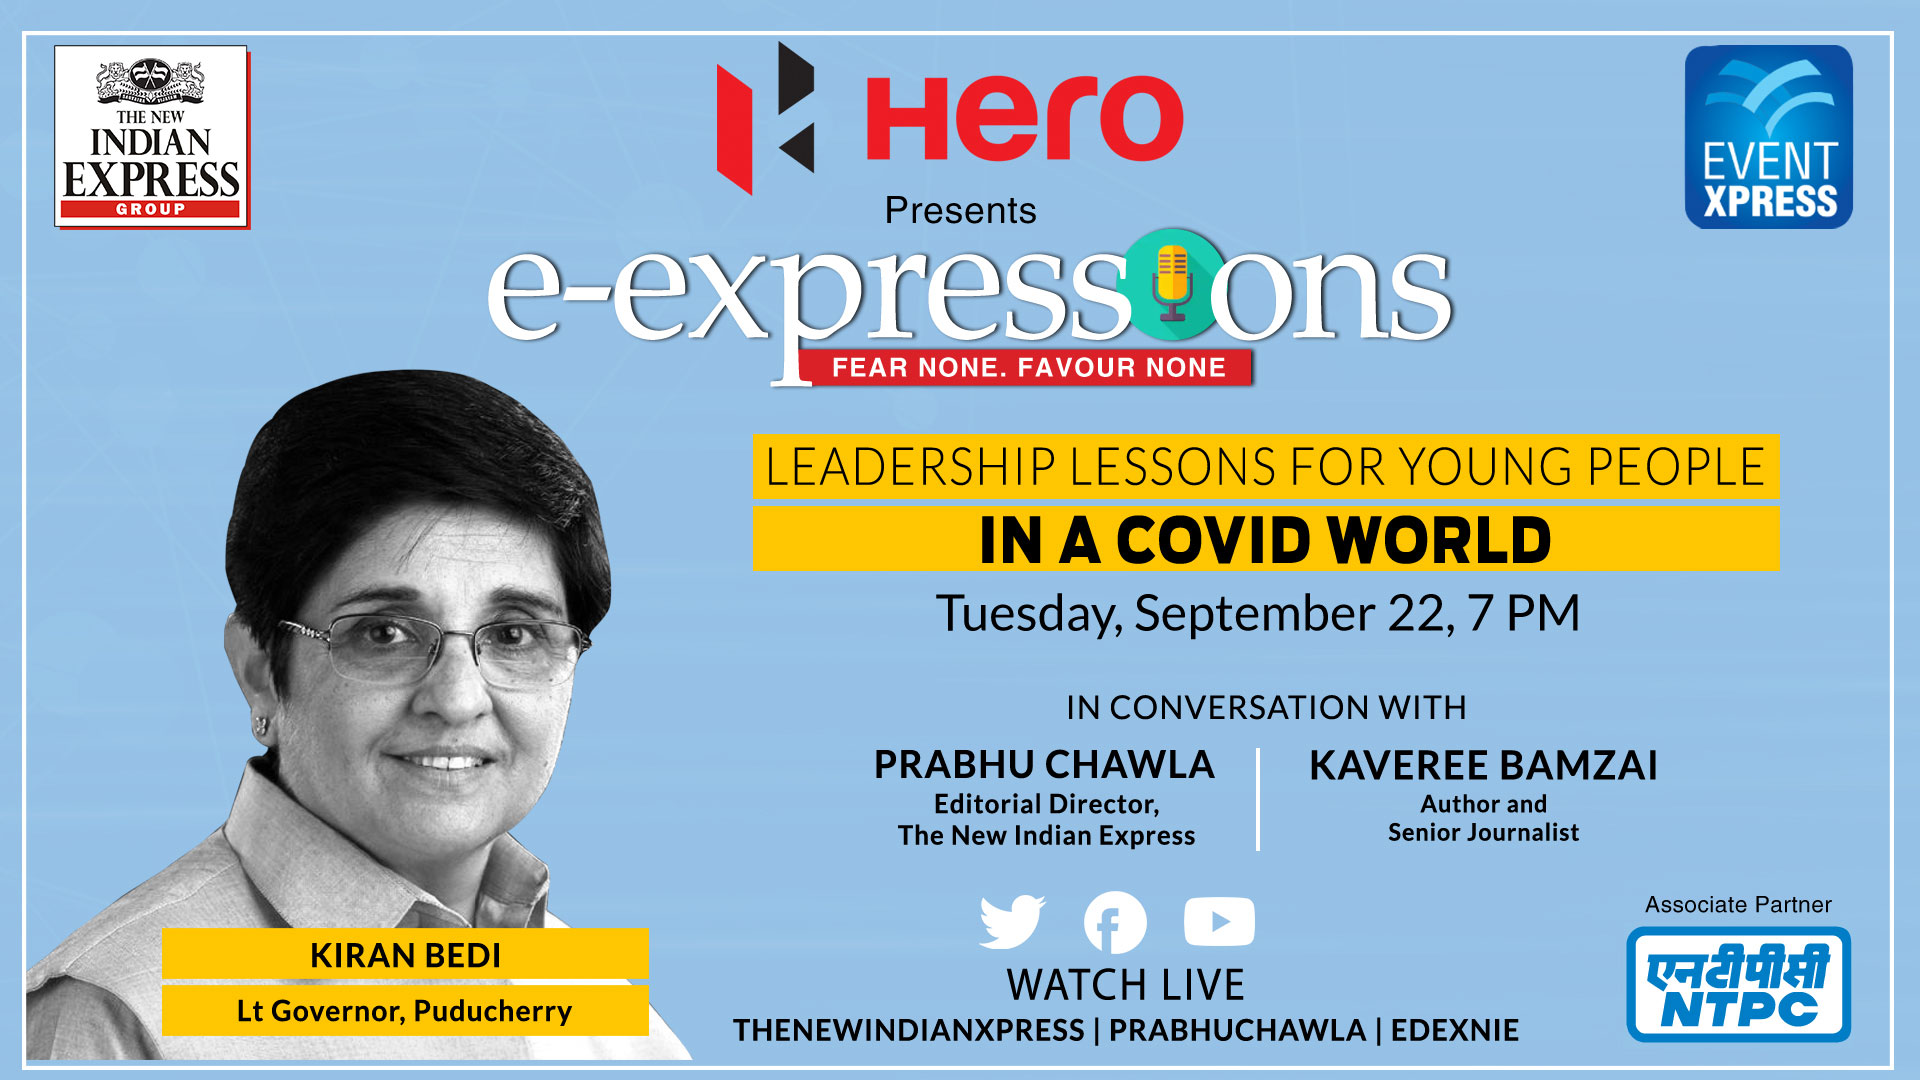 THE NEW
INDIAN
EXPRESS
GROUP
Hero
Presents
EVENT
XPRESS
e-expressions
FEAR NONE. FAVOUR NONE
LEADERSHIP LESSONS FOR YOUNG PEOPLE
IN A COVID WORLD
Tuesday, September 22, 7 PM
IN CONVERSATION WITH
PRABHU CHAWLA
Editorial Director,
The New Indian Express
KAVEREE BAMZAI
Author and
Senior Journalist
KIRAN BEDI
Lt Governor, Puducherry
WATCH LIVE
THENEWINDIANXPRESS | PRABHUCHAWLA | EDEXNIE
Associate Partner
एनटीपीसी
NTPC